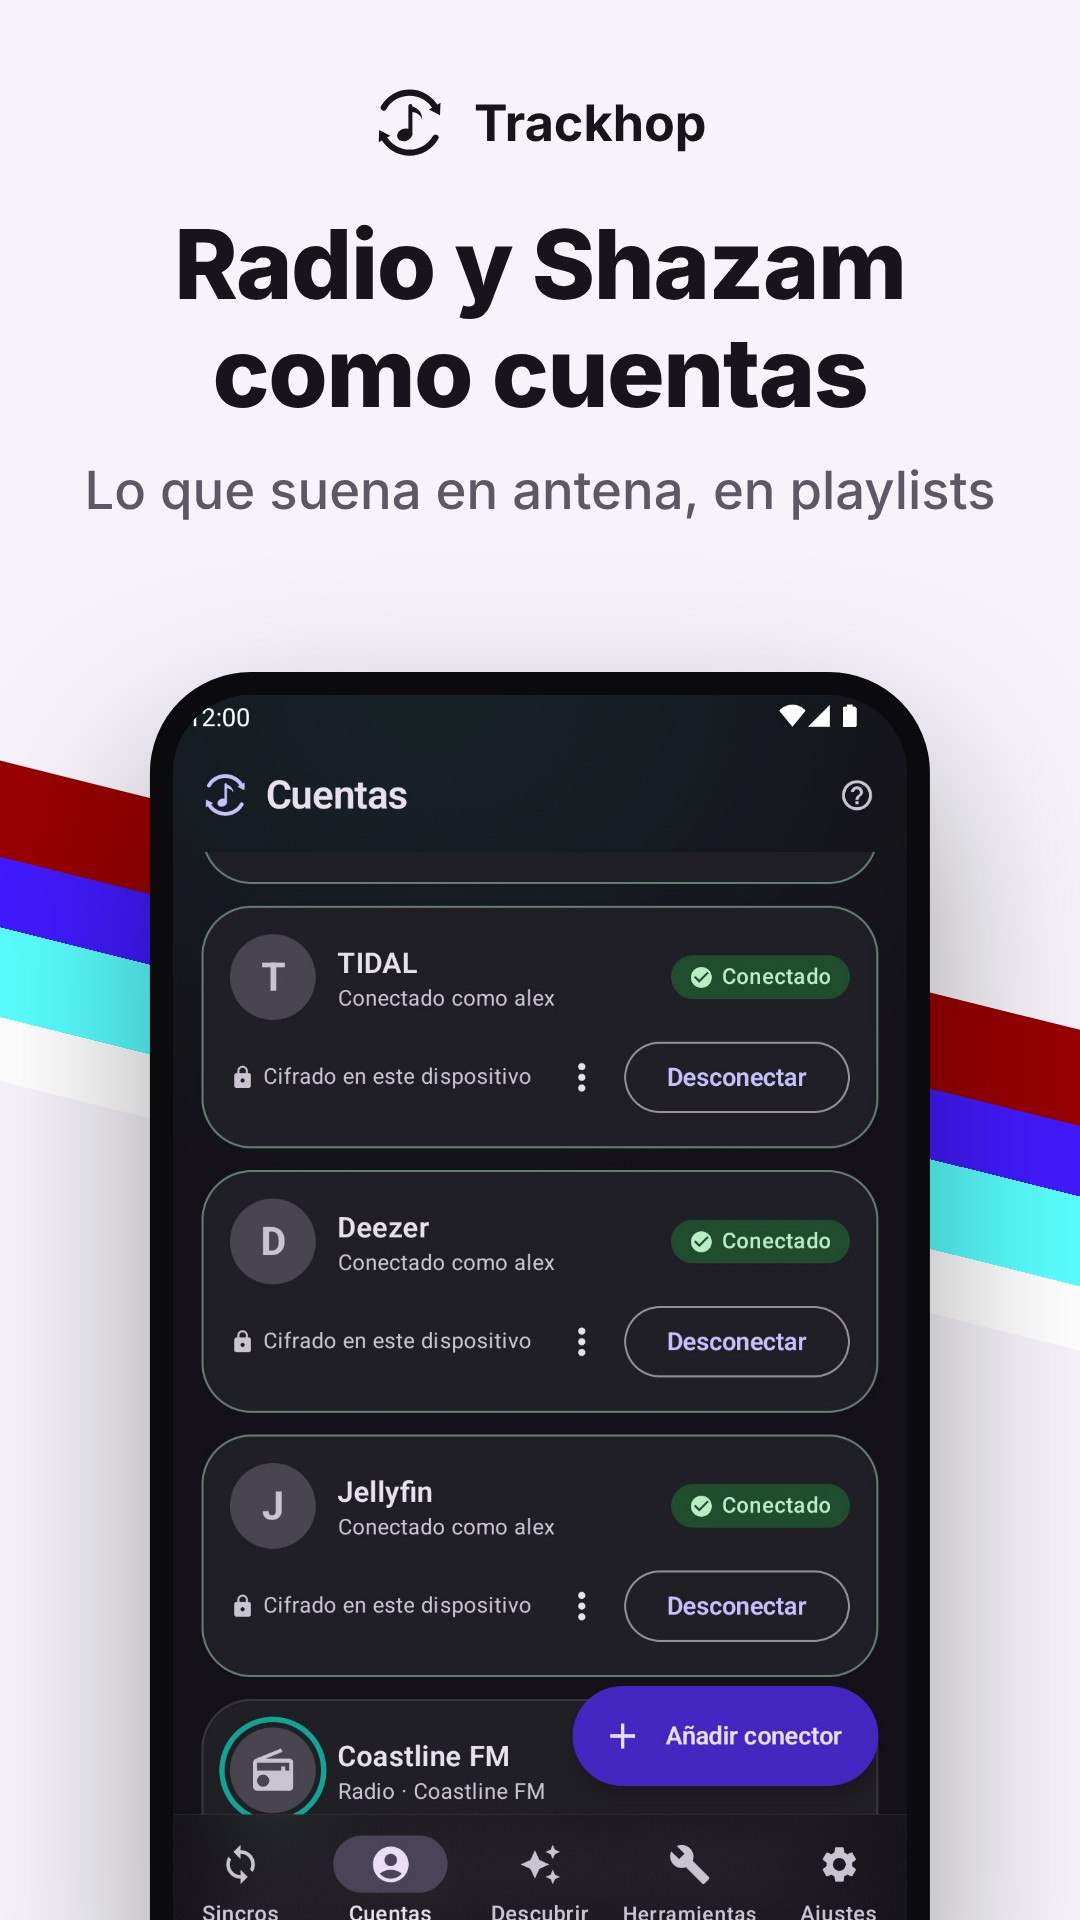 Trackhop
Radio y Shazam
como cuentas
Lo que suena en antena, en playlists
12:00
Cuentas
T
TIDAL
Conectado como alex
Conectado
Cifrado en este dispositivo
Desconectar
D
Deezer
Conectado como alex
Conectado
Cifrado en este dispositivo
Desconectar
J
Jellyfin
Conectado como alex
Conectado
Cifrado en este dispositivo
Desconectar
Coastline FM
Radio · Coastline FM
Añadir conector
Sincros
Cuentas
Descubrir
Herramientas
Ajustes